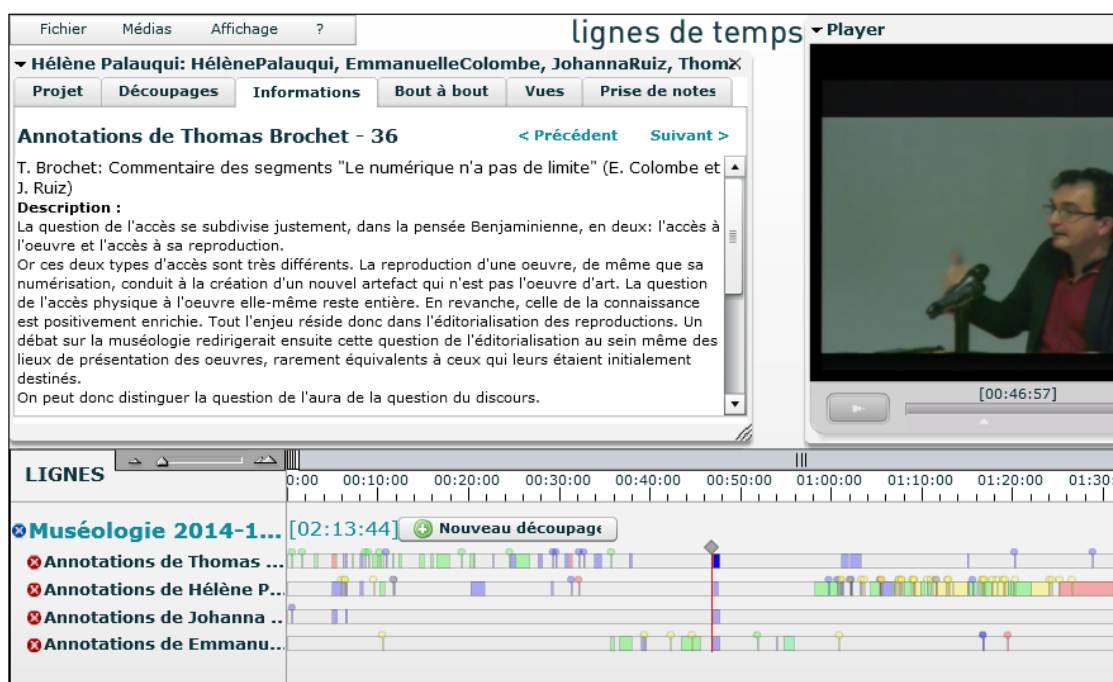 Fichier Médias Affichage ?
lignes de temps
Player
Hélène Palauqui: HélènePalauqui, EmmanuelleColombe, JohannaRuiz, Thoma
Projet Découpages Informations Bout à bout Vues Prise de notes
Annotations de Thomas Brochet - 36 < Précédent Suivant >
T. Brochet: Commentaire des segments "Le numérique n'a pas de limite" (E. Colombe et
J. Ruiz)
Description :
La question de l'accès se subdivise justement, dans la pensée Benjaminienne, en deux: l'accès à
l'oeuvre et l'accès à sa reproduction.
Or ces deux types d'accès sont très différents. La reproduction d'une oeuvre, de même que sa
numérisation, conduit à la création d'un nouvel artefact qui n'est pas l'oeuvre d'art. La question
de l'accès physique à l'oeuvre elle-même reste entière. En revanche, celle de la connaissance
est positivement enrichie. Tout l'enjeu réside donc dans l'éditorialisation des reproductions. Un
débat sur la muséologie redirigerait ensuite cette question de l'éditorialisation au sein même des
lieux de présentation des oeuvres, rarement équivalents à ceux qui leurs étaient initialement
destinés.
On peut donc distinguer la question de l'aura de la question du discours.
[00:46:57]
LIGNES
0:00 00:10:00 00:20:00 00:30:00 00:40:00 00:50:00 01:00:00 01:10:00 01:20:00 01:30:
Muséologie 2014-1... [02:13:44] Nouveau découpage
Annotations de Thomas ...
Annotations de Hélène P...
Annotations de Johanna ..
Annotations de Emmanu...